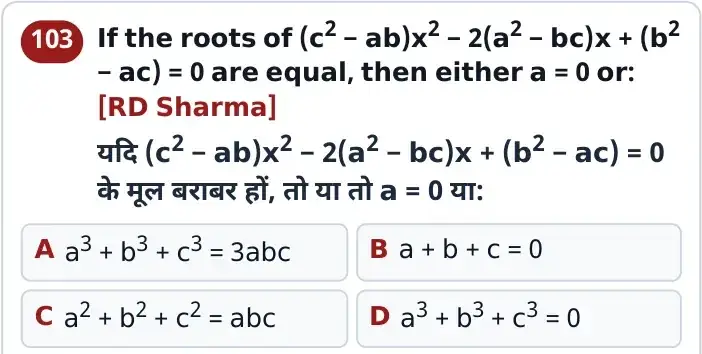 103 If the roots of (c² – ab)x² – 2(a² – bc)x + (b²
– ac) = 0 are equal, then either a = 0 or:
[RD Sharma]
यदि (c² – ab)x² – 2(a² – bc)x + (b² – ac) = 0
के मूल बराबर हों, तो या तो a = 0 या:
A a³ + b³ + c³ = 3abc
B a + b + c = 0
C a² + b² + c² = abc
D a³ + b³ + c³ = 0